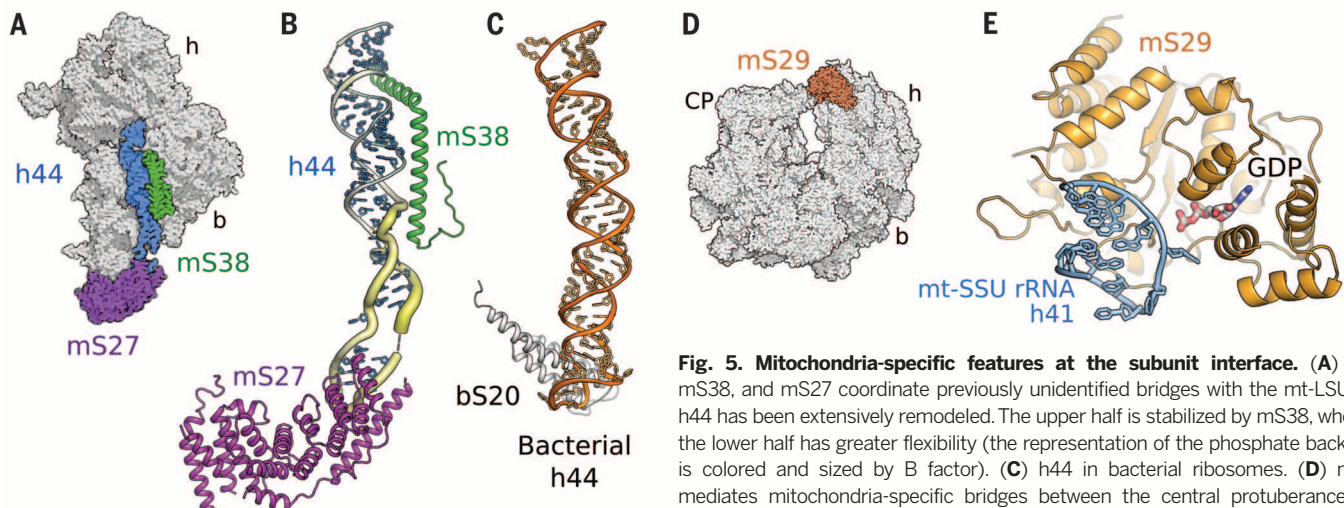 A
h
h44
b
mS38
mS27
B
h44
mS38
mS27
C
bS20
Bacterial
h44
D
mS29
CP
h
b
E
mS29
GDP
mt-SSU rRNA
h41
Fig. 5. Mitochondria-specific features at the subunit interface. (A)
mS38, and mS27 coordinate previously unidentified bridges with the mt-LSU
h44 has been extensively remodeled. The upper half is stabilized by mS38,
the lower half has greater flexibility (the representation of the phosphate
is colored and sized by B factor). (C) h44 in bacterial ribosomes. (D)
mediates mitochondria-specific bridges between the central protuberance